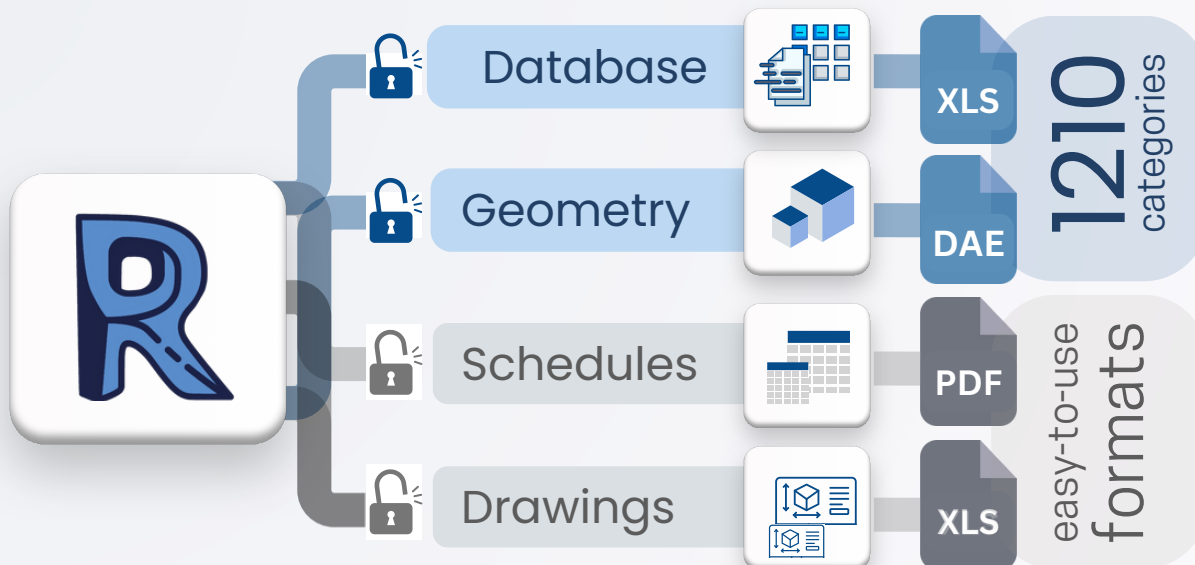 Database
XLS
Geometry
DAE
1210
categories
Schedules
PDF
Drawings
XLS
easy-to-use
formats
R